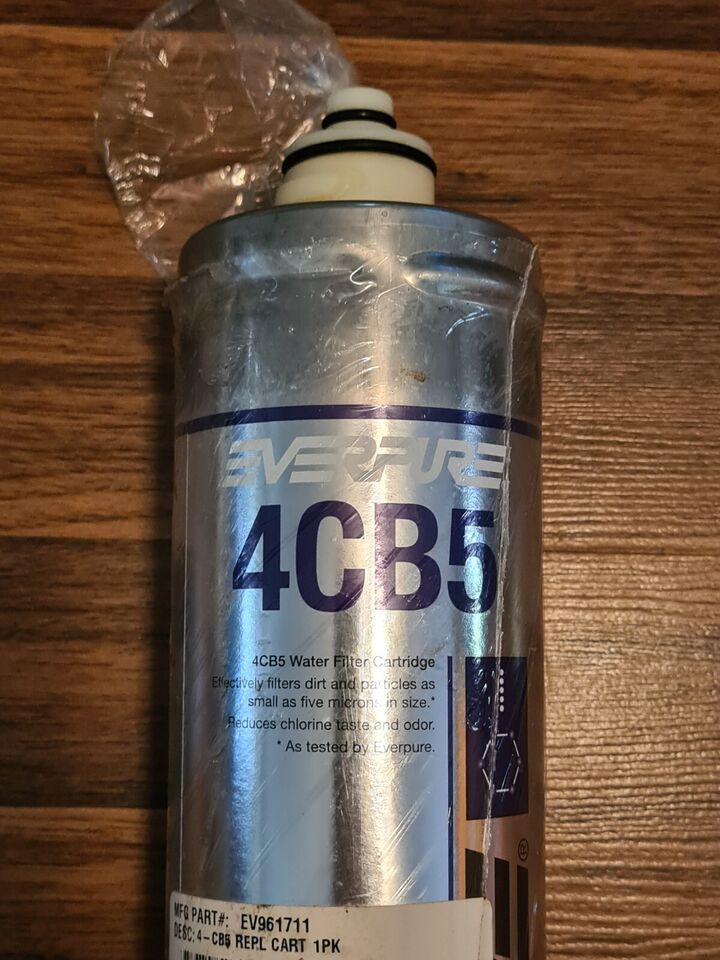 EVERPURE
4CB5
4CB5 Water Filter Cartridge
Effectively filters dirt and particles as
small as five microns in size.*
Reduces chlorine taste and odor.
* As tested by Everpure.
®
MFG PART#: EV961711
DESC: 4-CB5 REPL CART 1PK